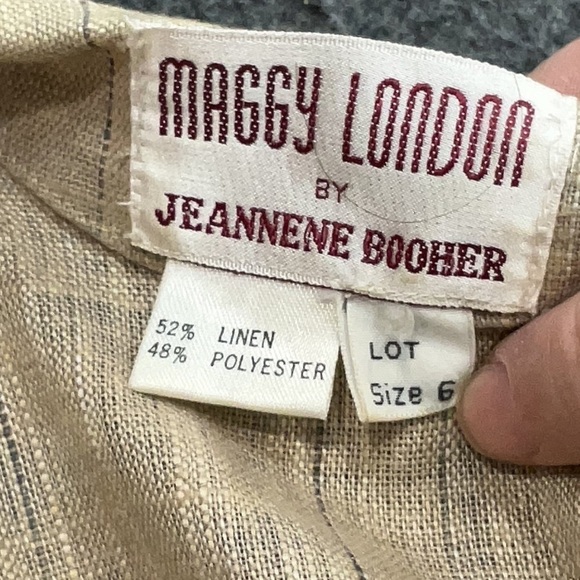 MAGGY LONDON
BY
JEANNENE BOOHER
52% LINEN
48% POLYESTER
LOT
Size 6